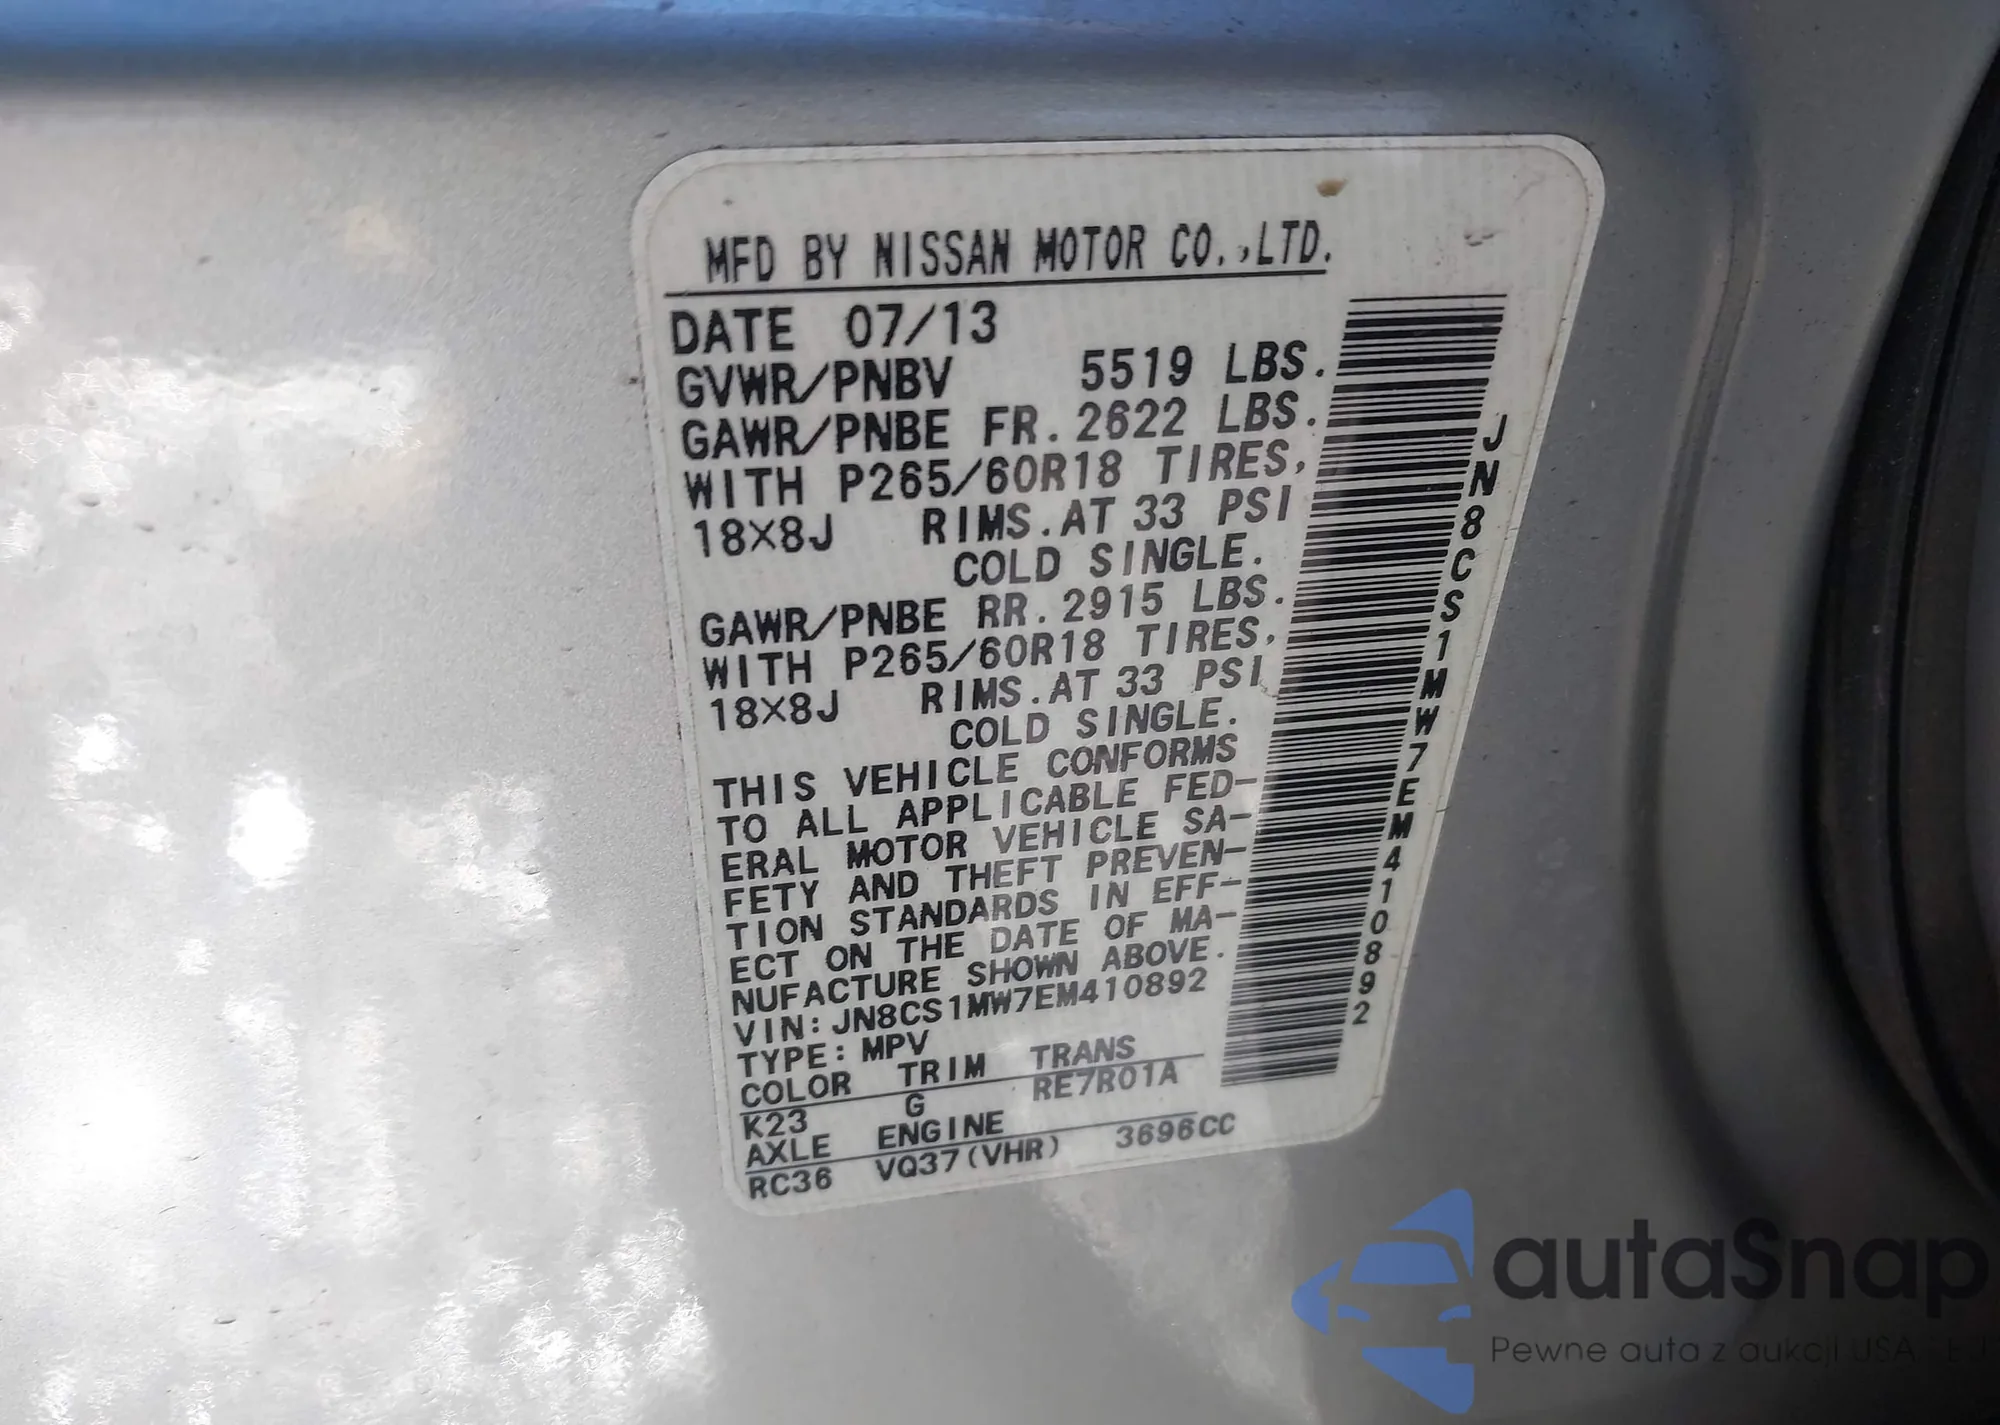 MFD BY NISSAN MOTOR CO.,LTD.
DATE 07/13
GVWR/PNBV 5519 LBS.
GAWR/PNBE FR. 2622 LBS.
WITH P265/60R18 TIRES,
18X8J RIMS. AT 33 PSI
COLD SINGLE.
GAWR/PNBE RR. 2915 LBS.
WITH P265/60R18 TIRES,
18X8J RIMS. AT 33 PSI
COLD SINGLE.
THIS VEHICLE CONFORMS
TO ALL APPLICABLE FED-
ERAL MOTOR VEHICLE SA-
FETY AND THEFT PREVEN-
TION STANDARDS IN EFF-
ECT ON THE DATE OF MA-
NUFACTURE SHOWN ABOVE.
VIN: JN8CS1MW7EM410892
TYPE: MPV
COLOR TRIM TRANS
K23 G RE7R01A
AXLE ENGINE
RC36 VQ37(VHR) 3696CC
JN8CS1MW7EM410892
autaSnap
Pewne auta z aukcji USA